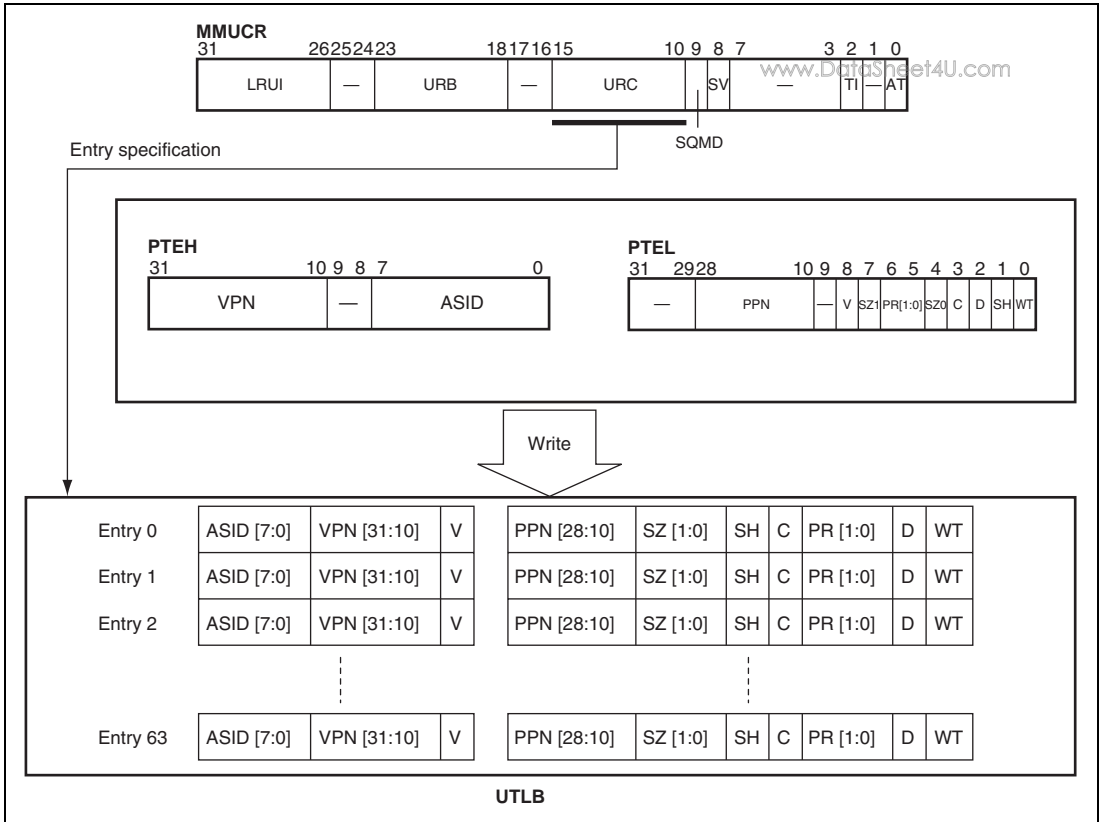 MMUCR
31 26 25 24 23 18 17 16 15 10 9 8 7 3 2 1 0
www.DataSheet4U.com
LRUI — URB — URC SV — TI — AT
SQMD
Entry specification
PTEH
31 10 9 8 7 0
VPN — ASID
PTEL
31 29 28 10 9 8 7 6 5 4 3 2 1 0
— PPN — V SZ1 PR[1:0] SZ0 C D SH WT
Write
Entry 0 ASID [7:0] VPN [31:10] V PPN [28:10] SZ [1:0] SH C PR [1:0] D WT
Entry 1 ASID [7:0] VPN [31:10] V PPN [28:10] SZ [1:0] SH C PR [1:0] D WT
Entry 2 ASID [7:0] VPN [31:10] V PPN [28:10] SZ [1:0] SH C PR [1:0] D WT
Entry 63 ASID [7:0] VPN [31:10] V PPN [28:10] SZ [1:0] SH C PR [1:0] D WT
UTLB